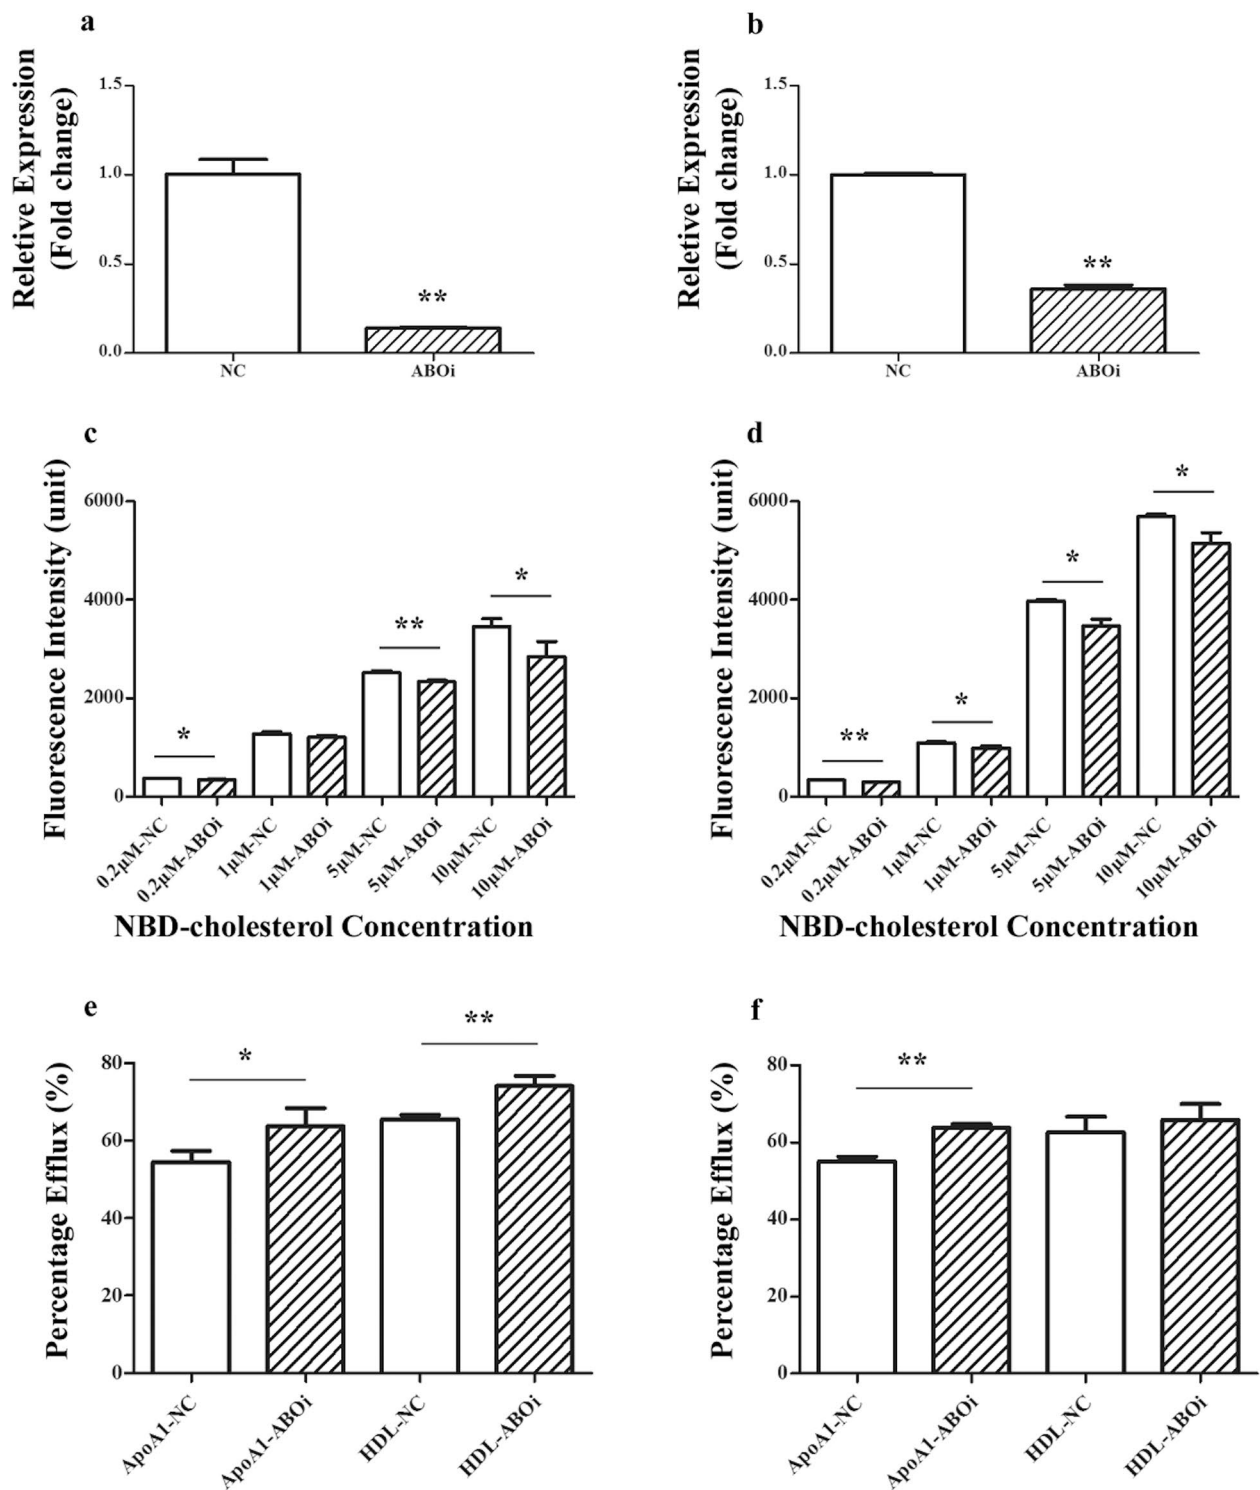 a
Reletive Expression
(Fold change)
1.5
1.0
0.5
0.0
**
NC
ABOi
b
Reletive Expression
(Fold change)
1.5
1.0
0.5
0.0
**
NC
ABOi
c
Fluorescence Intensity (unit)
6000
4000
2000
0
*
**
*
0.2μM-NC
0.2μM-ABOi
1μM-NC
1μM-ABOi
5μM-NC
5μM-ABOi
10μM-NC
10μM-ABOi
NBD-cholesterol Concentration
d
Fluorescence Intensity (unit)
6000
4000
2000
0
**
*
*
*
0.2μM-NC
0.2μM-ABOi
1μM-NC
1μM-ABOi
5μM-NC
5μM-ABOi
10μM-NC
10μM-ABOi
NBD-cholesterol Concentration
e
Percentage Efflux (%)
80
60
40
20
0
*
**
ApoA1-NC
ApoA1-ABOi
HDL-NC
HDL-ABOi
f
Percentage Efflux (%)
80
60
40
20
0
**
ApoA1-NC
ApoA1-ABOi
HDL-NC
HDL-ABOi